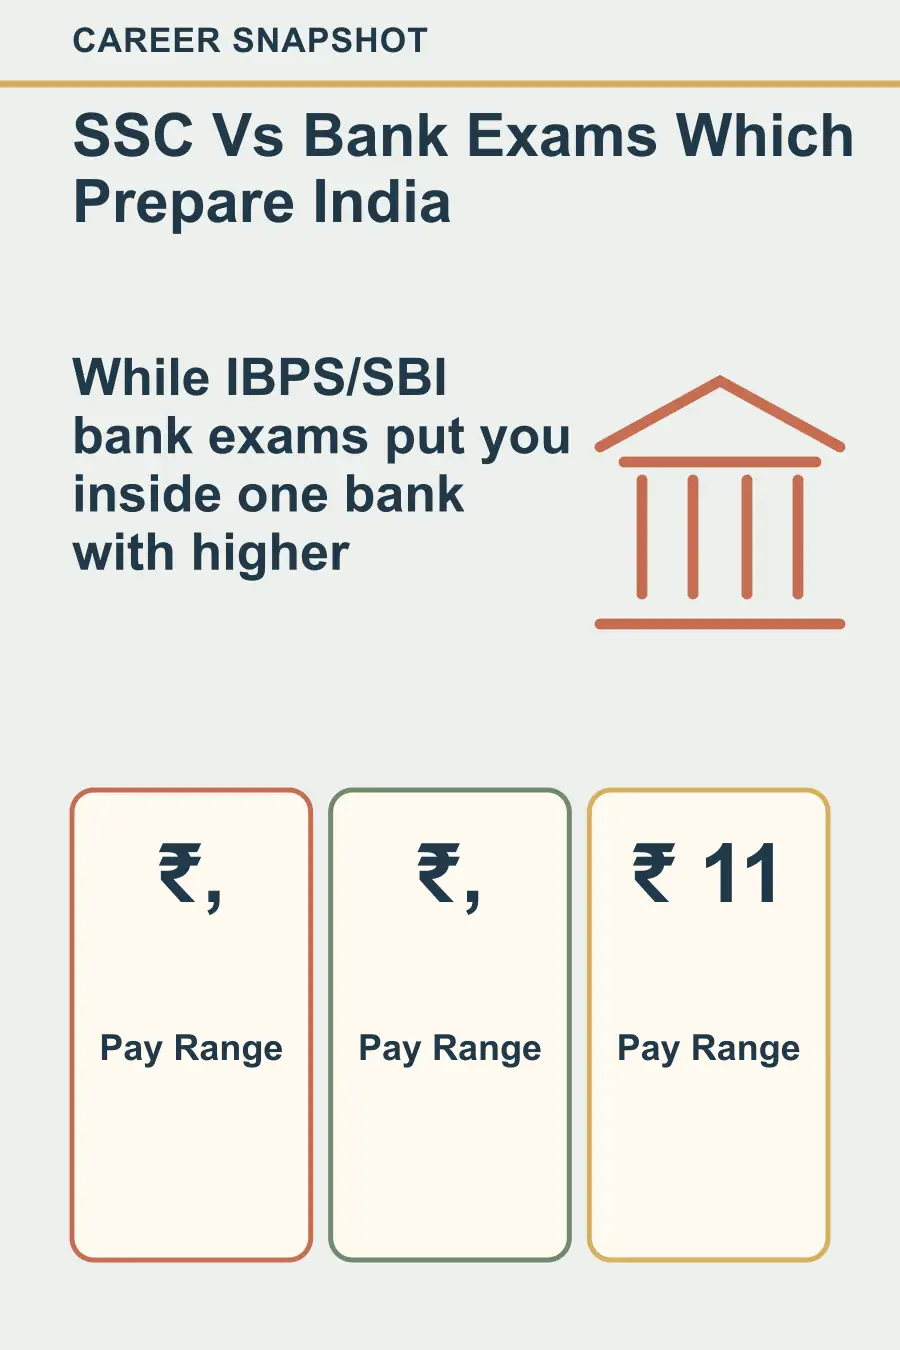 CAREER SNAPSHOT
SSC Vs Bank Exams Which
Prepare India
While IBPS/SBI
bank exams put you
inside one bank
with higher
₹,
₹,
₹ 11
Pay Range
Pay Range
Pay Range